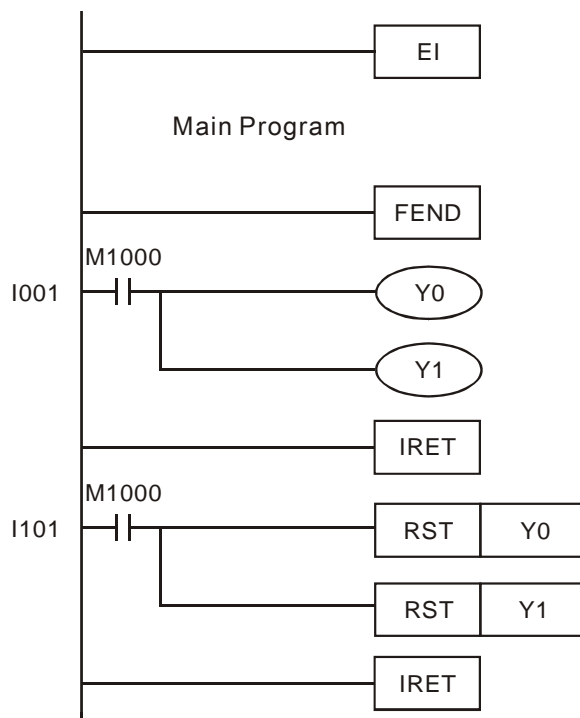 EI
Main Program
FEND
M1000
I001
Y0
Y1
IRET
M1000
I101
RST Y0
RST Y1
IRET